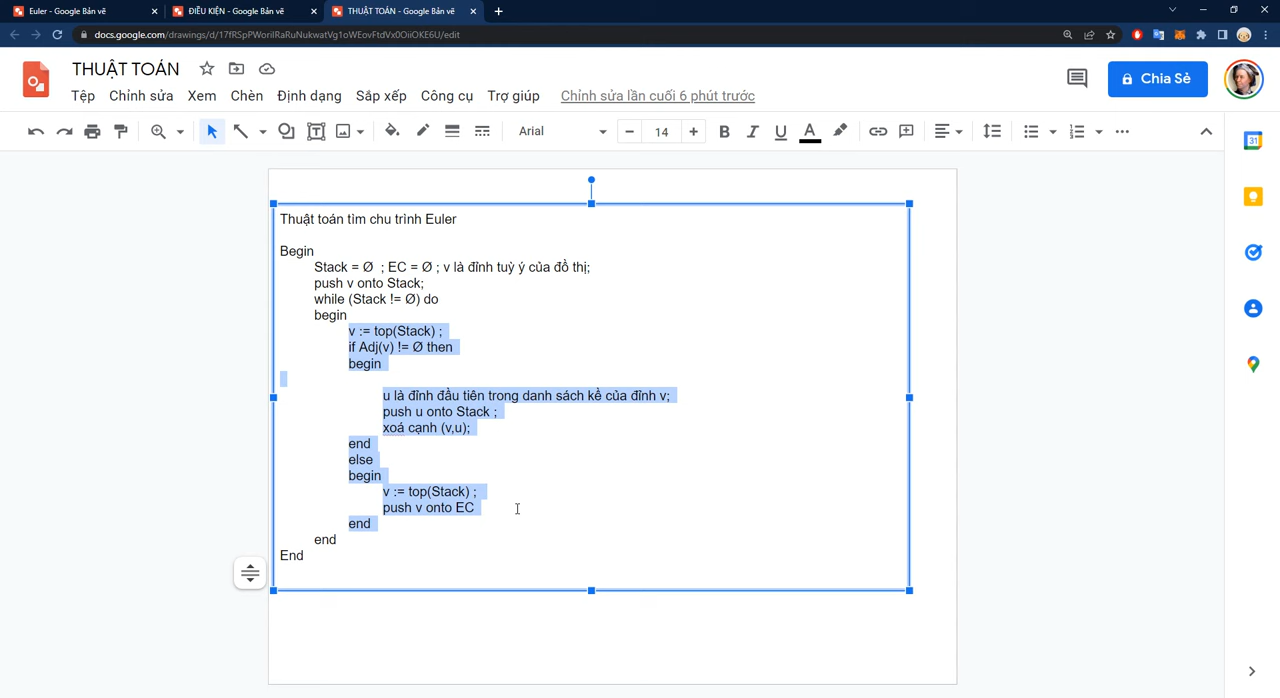 Euler - Google Bản vẽ
ĐIỀU KIỆN - Google Bản vẽ
THUẬT TOÁN - Google Bản vẽ
docs.google.com/drawings/d/17fRSpPWoriIRaRuNukwatVg1oWEovFtdVx0OiiOKE6U/edit
THUẬT TOÁN
Tệp Chỉnh sửa Xem Chèn Định dạng Sắp xếp Công cụ Trợ giúp Chỉnh sửa lần cuối 6 phút trước
Chia Sẻ
Arial 14 B I U A
31
Thuật toán tìm chu trình Euler
Begin
Stack = Ø ; EC = Ø ; v là đỉnh tuỳ ý của đồ thị;
push v onto Stack;
while (Stack != Ø) do
begin
v := top(Stack) ;
if Adj(v) != Ø then
begin
u là đỉnh đầu tiên trong danh sách kề của đỉnh v;
push u onto Stack ;
xoá cạnh (v,u);
end
else
begin
v := top(Stack) ;
push v onto EC
end
end
End